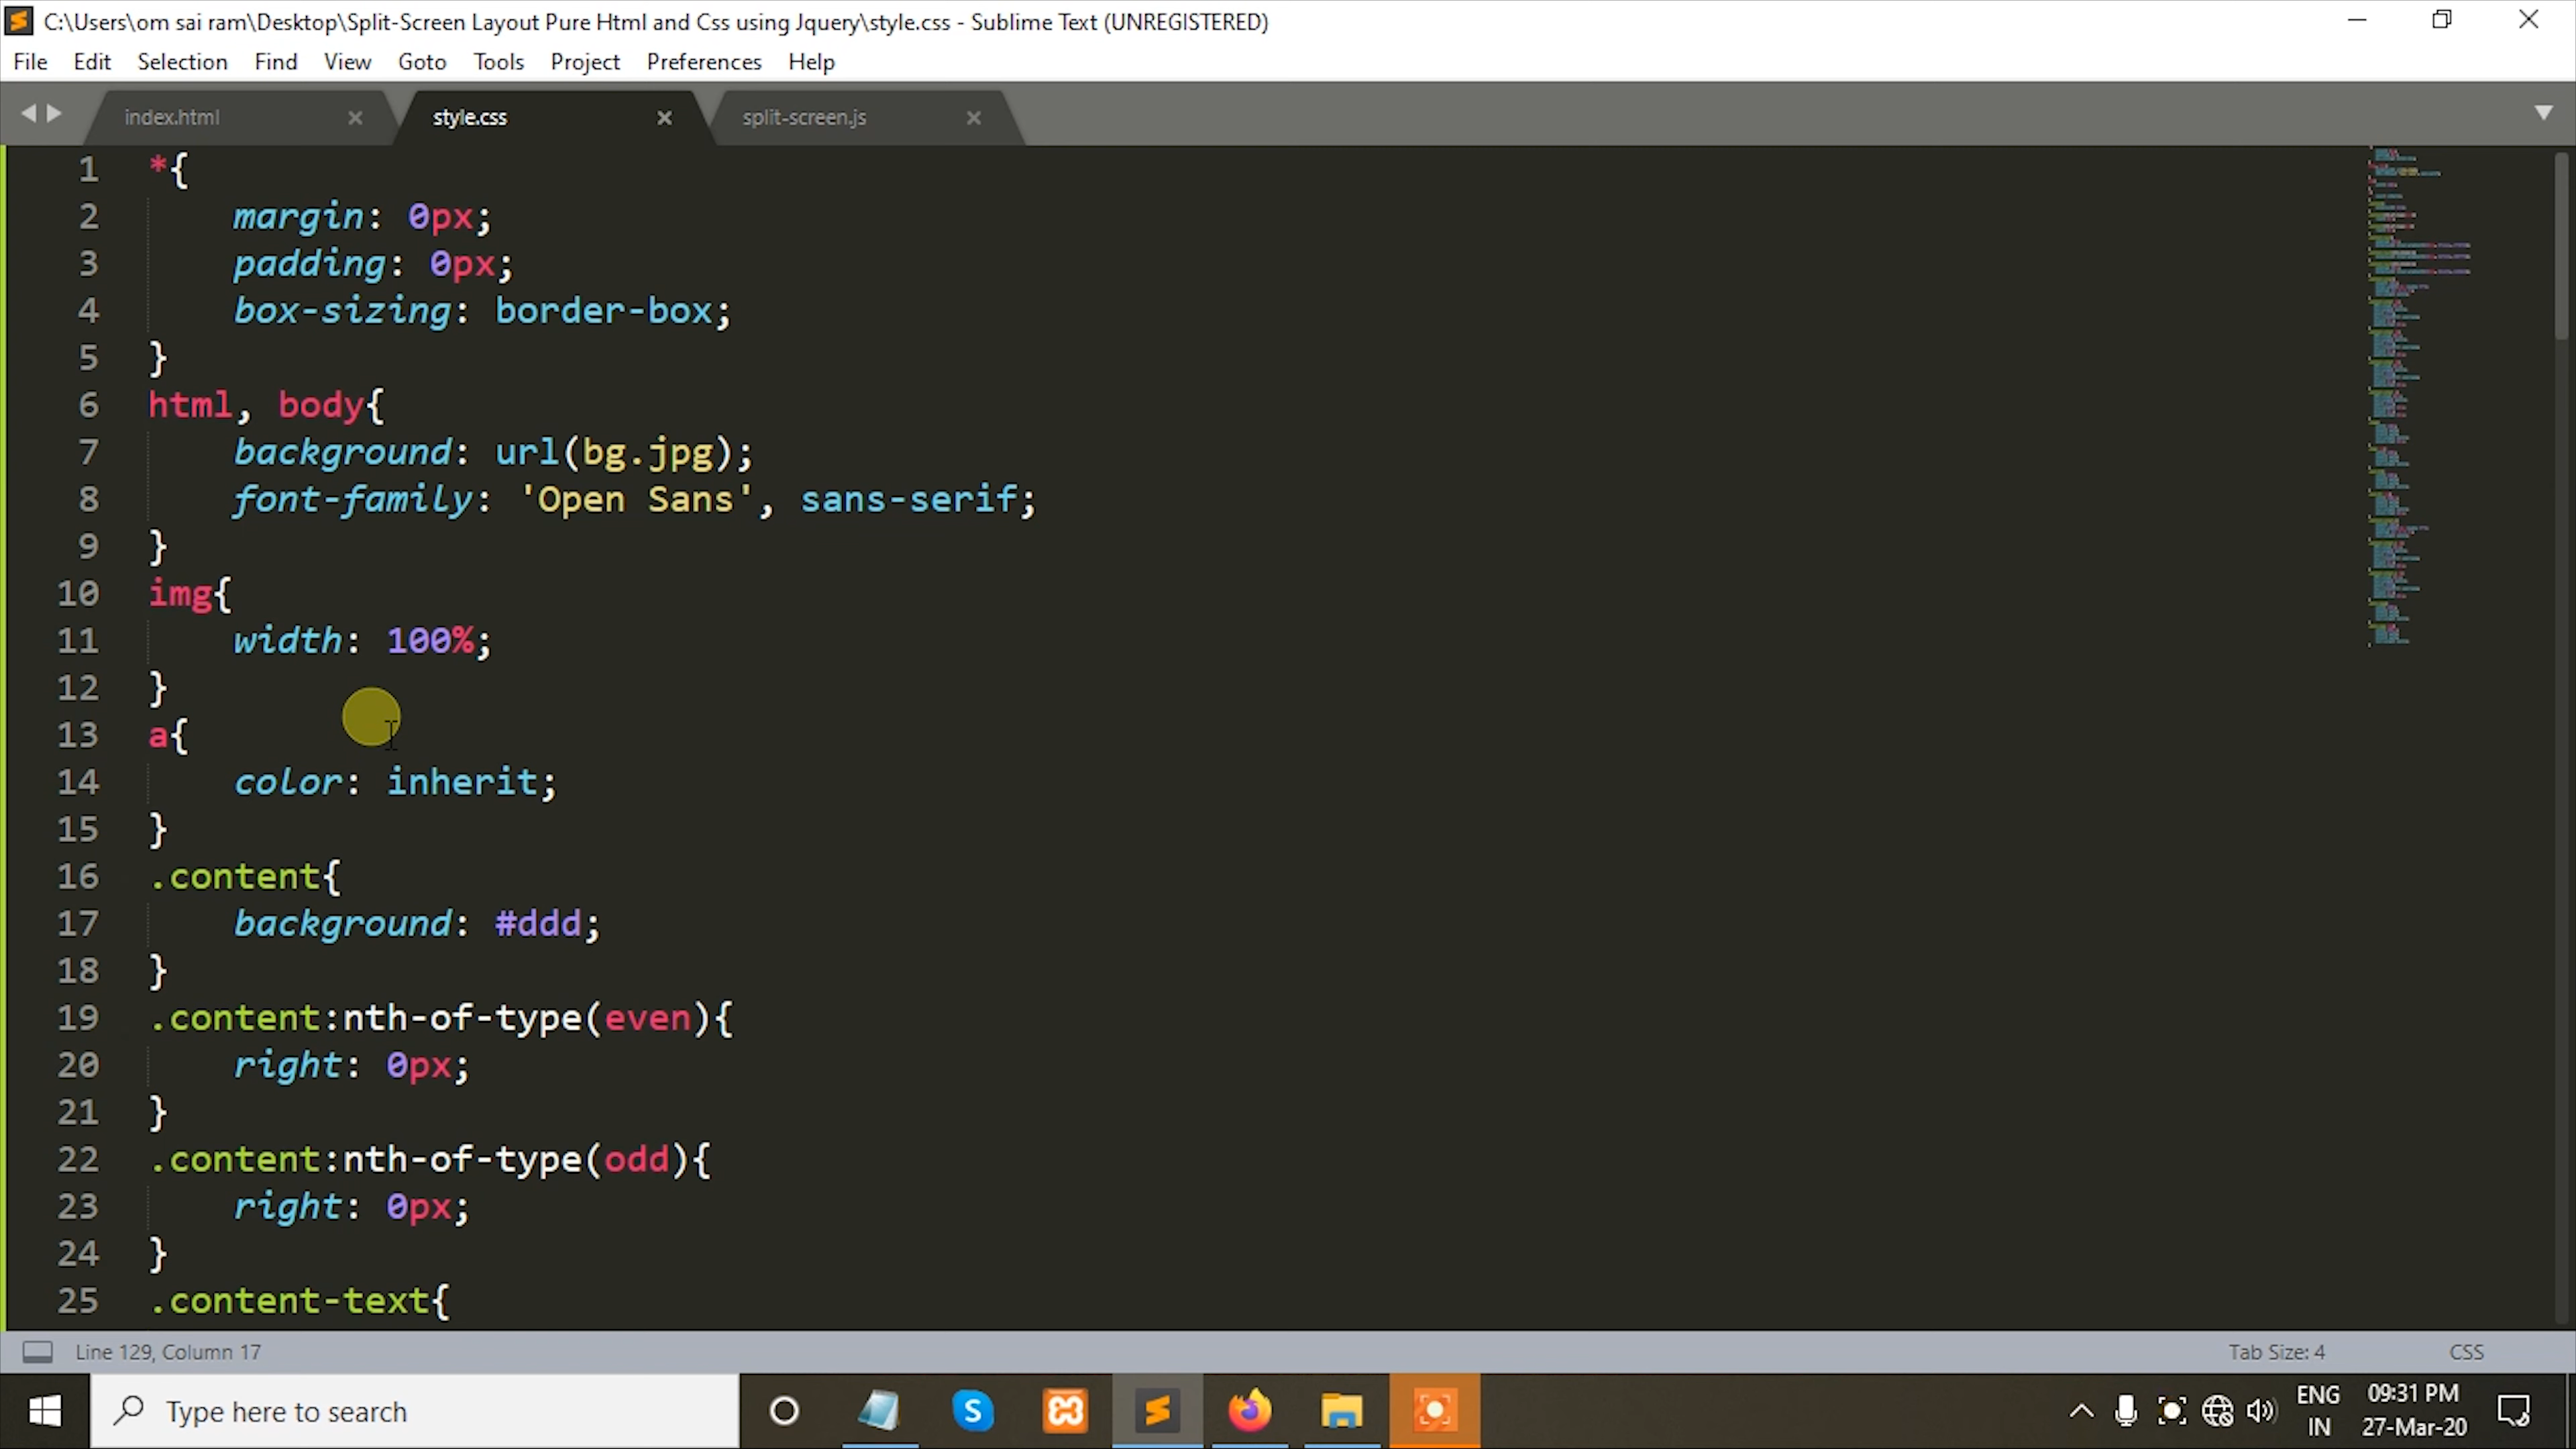 C:\Users\om sai ram\Desktop\Split-Screen Layout Pure Html and Css using Jquery\style.css - Sublime Text (UNREGISTERED)
File Edit Selection Find View Goto Tools Project Preferences Help
index.html style.css split-screen.js
1 *{
2 margin: 0px;
3 padding: 0px;
4 box-sizing: border-box;
5 }
6 html, body{
7 background: url(bg.jpg);
8 font-family: 'Open Sans', sans-serif;
9 }
10 img{
11 width: 100%;
12 }
13 a{
14 color: inherit;
15 }
16 .content{
17 background: #ddd;
18 }
19 .content:nth-of-type(even){
20 right: 0px;
21 }
22 .content:nth-of-type(odd){
23 right: 0px;
24 }
25 .content-text{
Line 129, Column 17 Tab Size: 4 CSS
Type here to search
ENG 09:31 PM
IN 27-Mar-20